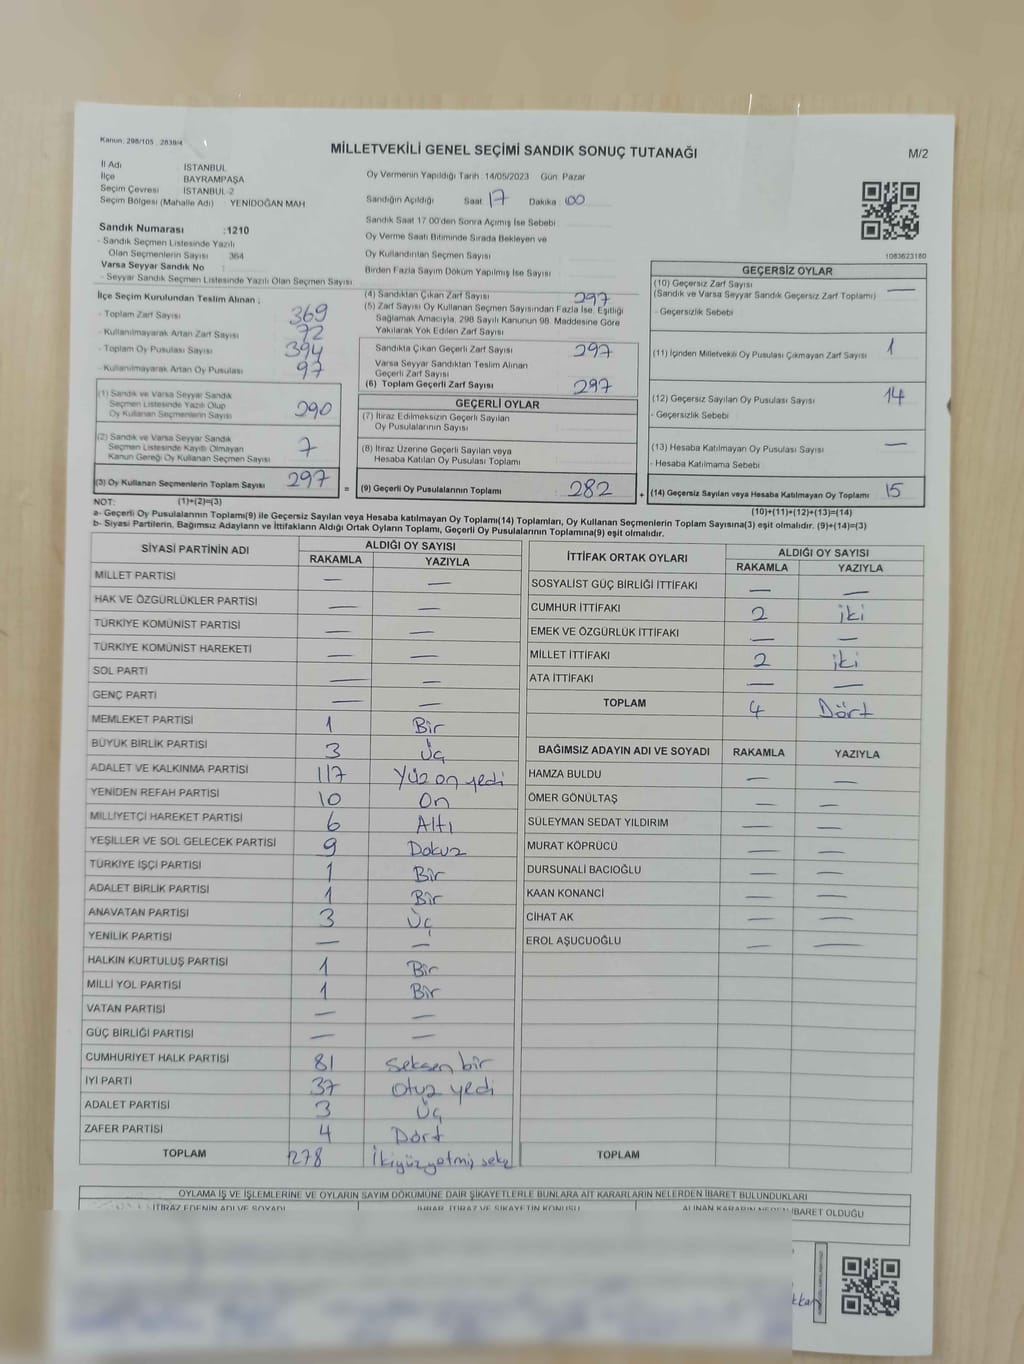 Kanun: 298/105 , 2839/4
MİLLETVEKİLİ GENEL SEÇİMİ SANDIK SONUÇ TUTANAĞI
M/2
İl Adı İSTANBUL
İlçe BAYRAMPAŞA
Seçim Çevresi İSTANBUL-2
Seçim Bölgesi (Mahalle Adı) YENİDOĞAN MAH
Oy Vermenin Yapıldığı Tarih :14/05/2023 Gün: Pazar
Sandığın Açıldığı Saat 17 Dakika 00
Sandık Saat 17.00'den Sonra Açılmış İse Sebebi
Oy Verme Saati Bitiminde Sırada Bekleyen ve
Oy Kullandırılan Seçmen Sayısı
Birden Fazla Sayım Döküm Yapılmış İse Sayısı
Sandık Numarası :1210
- Sandık Seçmen Listesinde Yazılı
Olan Seçmenlerin Sayısı 364
Varsa Seyyar Sandık No :
- Seyyar Sandık Seçmen Listesinde Yazılı Olan Seçmen Sayısı
1083623180
İlçe Seçim Kurulundan Teslim Alınan ;
- Toplam Zarf Sayısı 369
- Kullanılmayarak Artan Zarf Sayısı 72
- Toplam Oy Pusulası Sayısı 394
- Kullanılmayarak Artan Oy Pusulası 97
(1) Sandık ve Varsa Seyyar Sandık
Seçmen Listesinde Yazılı Olup
Oy Kullanan Seçmenlerin Sayısı 290
(2) Sandık ve Varsa Seyyar Sandık
Seçmen Listesinde Kayıtlı Olmayan
Kanun Gereği Oy Kullanan Seçmen Sayısı 7
(3) Oy Kullanan Seçmenlerin Toplam Sayısı 297 =
(4) Sandıktan Çıkan Zarf Sayısı 297
(5) Zarf Sayısı Oy Kullanan Seçmen Sayısından Fazla İse, Eşitliği
Sağlamak Amacıyla, 298 Sayılı Kanunun 98. Maddesine Göre
Yakılarak Yok Edilen Zarf Sayısı
Sandıkta Çıkan Geçerli Zarf Sayısı 297
Varsa Seyyar Sandıktan Teslim Alınan
Geçerli Zarf Sayısı
(6) Toplam Geçerli Zarf Sayısı 297
GEÇERLİ OYLAR
(7) İtiraz Edilmeksizin Geçerli Sayılan
Oy Pusulalarının Sayısı
(8) İtiraz Üzerine Geçerli Sayılan veya
Hesaba Katılan Oy Pusulası Toplamı
(9) Geçerli Oy Pusulalarının Toplamı 282 +
GEÇERSİZ OYLAR
(10) Geçersiz Zarf Sayısı —
(Sandık ve Varsa Seyyar Sandık Geçersiz Zarf Toplamı)
- Geçersizlik Sebebi
(11) İçinden Milletvekili Oy Pusulası Çıkmayan Zarf Sayısı 1
(12) Geçersiz Sayılan Oy Pusulası Sayısı 14
- Geçersizlik Sebebi
(13) Hesaba Katılmayan Oy Pusulası Sayısı —
- Hesaba Katılmama Sebebi
(14) Geçersiz Sayılan veya Hesaba Katılmayan Oy Toplamı 15
NOT: (1)+(2)=(3)
(10)+(11)+(12)+(13)=(14)
a- Geçerli Oy Pusulaları Toplamı(9) ile Geçersiz Sayılan veya Hesaba katılmayan Oy Toplamı(14) Toplamları, Oy Kullanan Seçmenlerin Toplam Sayısına(3) eşit olmalıdır. (9)+(14)=(3)
b- Siyasi Partilerin, Bağımsız Adayların ve İttifakların Aldığı Ortak Oyların Toplamı, Geçerli Oy Pusulalarının Toplamına(9) eşit olmalıdır.
SİYASİ PARTİNİN ADI ALDIĞI OY SAYISI
RAKAMLA YAZIYLA
MİLLET PARTİSİ — —
HAK VE ÖZGÜRLÜKLER PARTİSİ — —
TÜRKİYE KOMÜNİST PARTİSİ — —
TÜRKİYE KOMÜNİST HAREKETİ — —
SOL PARTİ — —
GENÇ PARTİ — —
MEMLEKET PARTİSİ 1 Bir
BÜYÜK BİRLİK PARTİSİ 3 Üç
ADALET VE KALKINMA PARTİSİ 117 Yüz on yedi
YENİDEN REFAH PARTİSİ 10 On
MİLLİYETÇİ HAREKET PARTİSİ 6 Altı
YEŞİLLER VE SOL GELECEK PARTİSİ 9 Dokuz
TÜRKİYE İŞÇİ PARTİSİ 1 Bir
ADALET BİRLİK PARTİSİ 1 Bir
ANAVATAN PARTİSİ 3 Üç
YENİLİK PARTİSİ — —
HALKIN KURTULUŞ PARTİSİ 1 Bir
MİLLİ YOL PARTİSİ 1 Bir
VATAN PARTİSİ — —
GÜÇ BİRLİĞİ PARTİSİ — —
CUMHURİYET HALK PARTİSİ 81 Seksen bir
İYİ PARTİ 37 Otuz yedi
ADALET PARTİSİ 3 Üç
ZAFER PARTİSİ 4 Dört
TOPLAM 278 İkiyüz yetmiş sekiz
İTTİFAK ORTAK OYLARI ALDIĞI OY SAYISI
RAKAMLA YAZIYLA
SOSYALİST GÜÇ BİRLİĞİ İTTİFAKI — —
CUMHUR İTTİFAKI 2 iki
EMEK VE ÖZGÜRLÜK İTTİFAKI — —
MİLLET İTTİFAKI 2 iki
ATA İTTİFAKI — —
TOPLAM 4 Dört
BAĞIMSIZ ADAYIN ADI VE SOYADI RAKAMLA YAZIYLA
HAMZA BULDU — —
ÖMER GÖNÜLTAŞ — —
SÜLEYMAN SEDAT YILDIRIM — —
MURAT KÖPRÜCÜ — —
DURSUNALİ BACIOĞLU — —
KAAN KONANCİ — —
CİHAT AK — —
EROL AŞUCUOĞLU — —
TOPLAM
OYLAMA İŞ VE İŞLEMLERİNE VE OYLARIN SAYIM DÖKÜMÜNE DAİR ŞİKAYETLERLE BUNLARA AİT KARARLARIN NELERDEN İBARET BULUNDUKLARI
İTİRAZ EDENİN ADI VE SOYADI İHBAR, İTİRAZ VE ŞİKAYETİN KONUSU ALINAN KARARIN NEDEN İBARET OLDUĞU